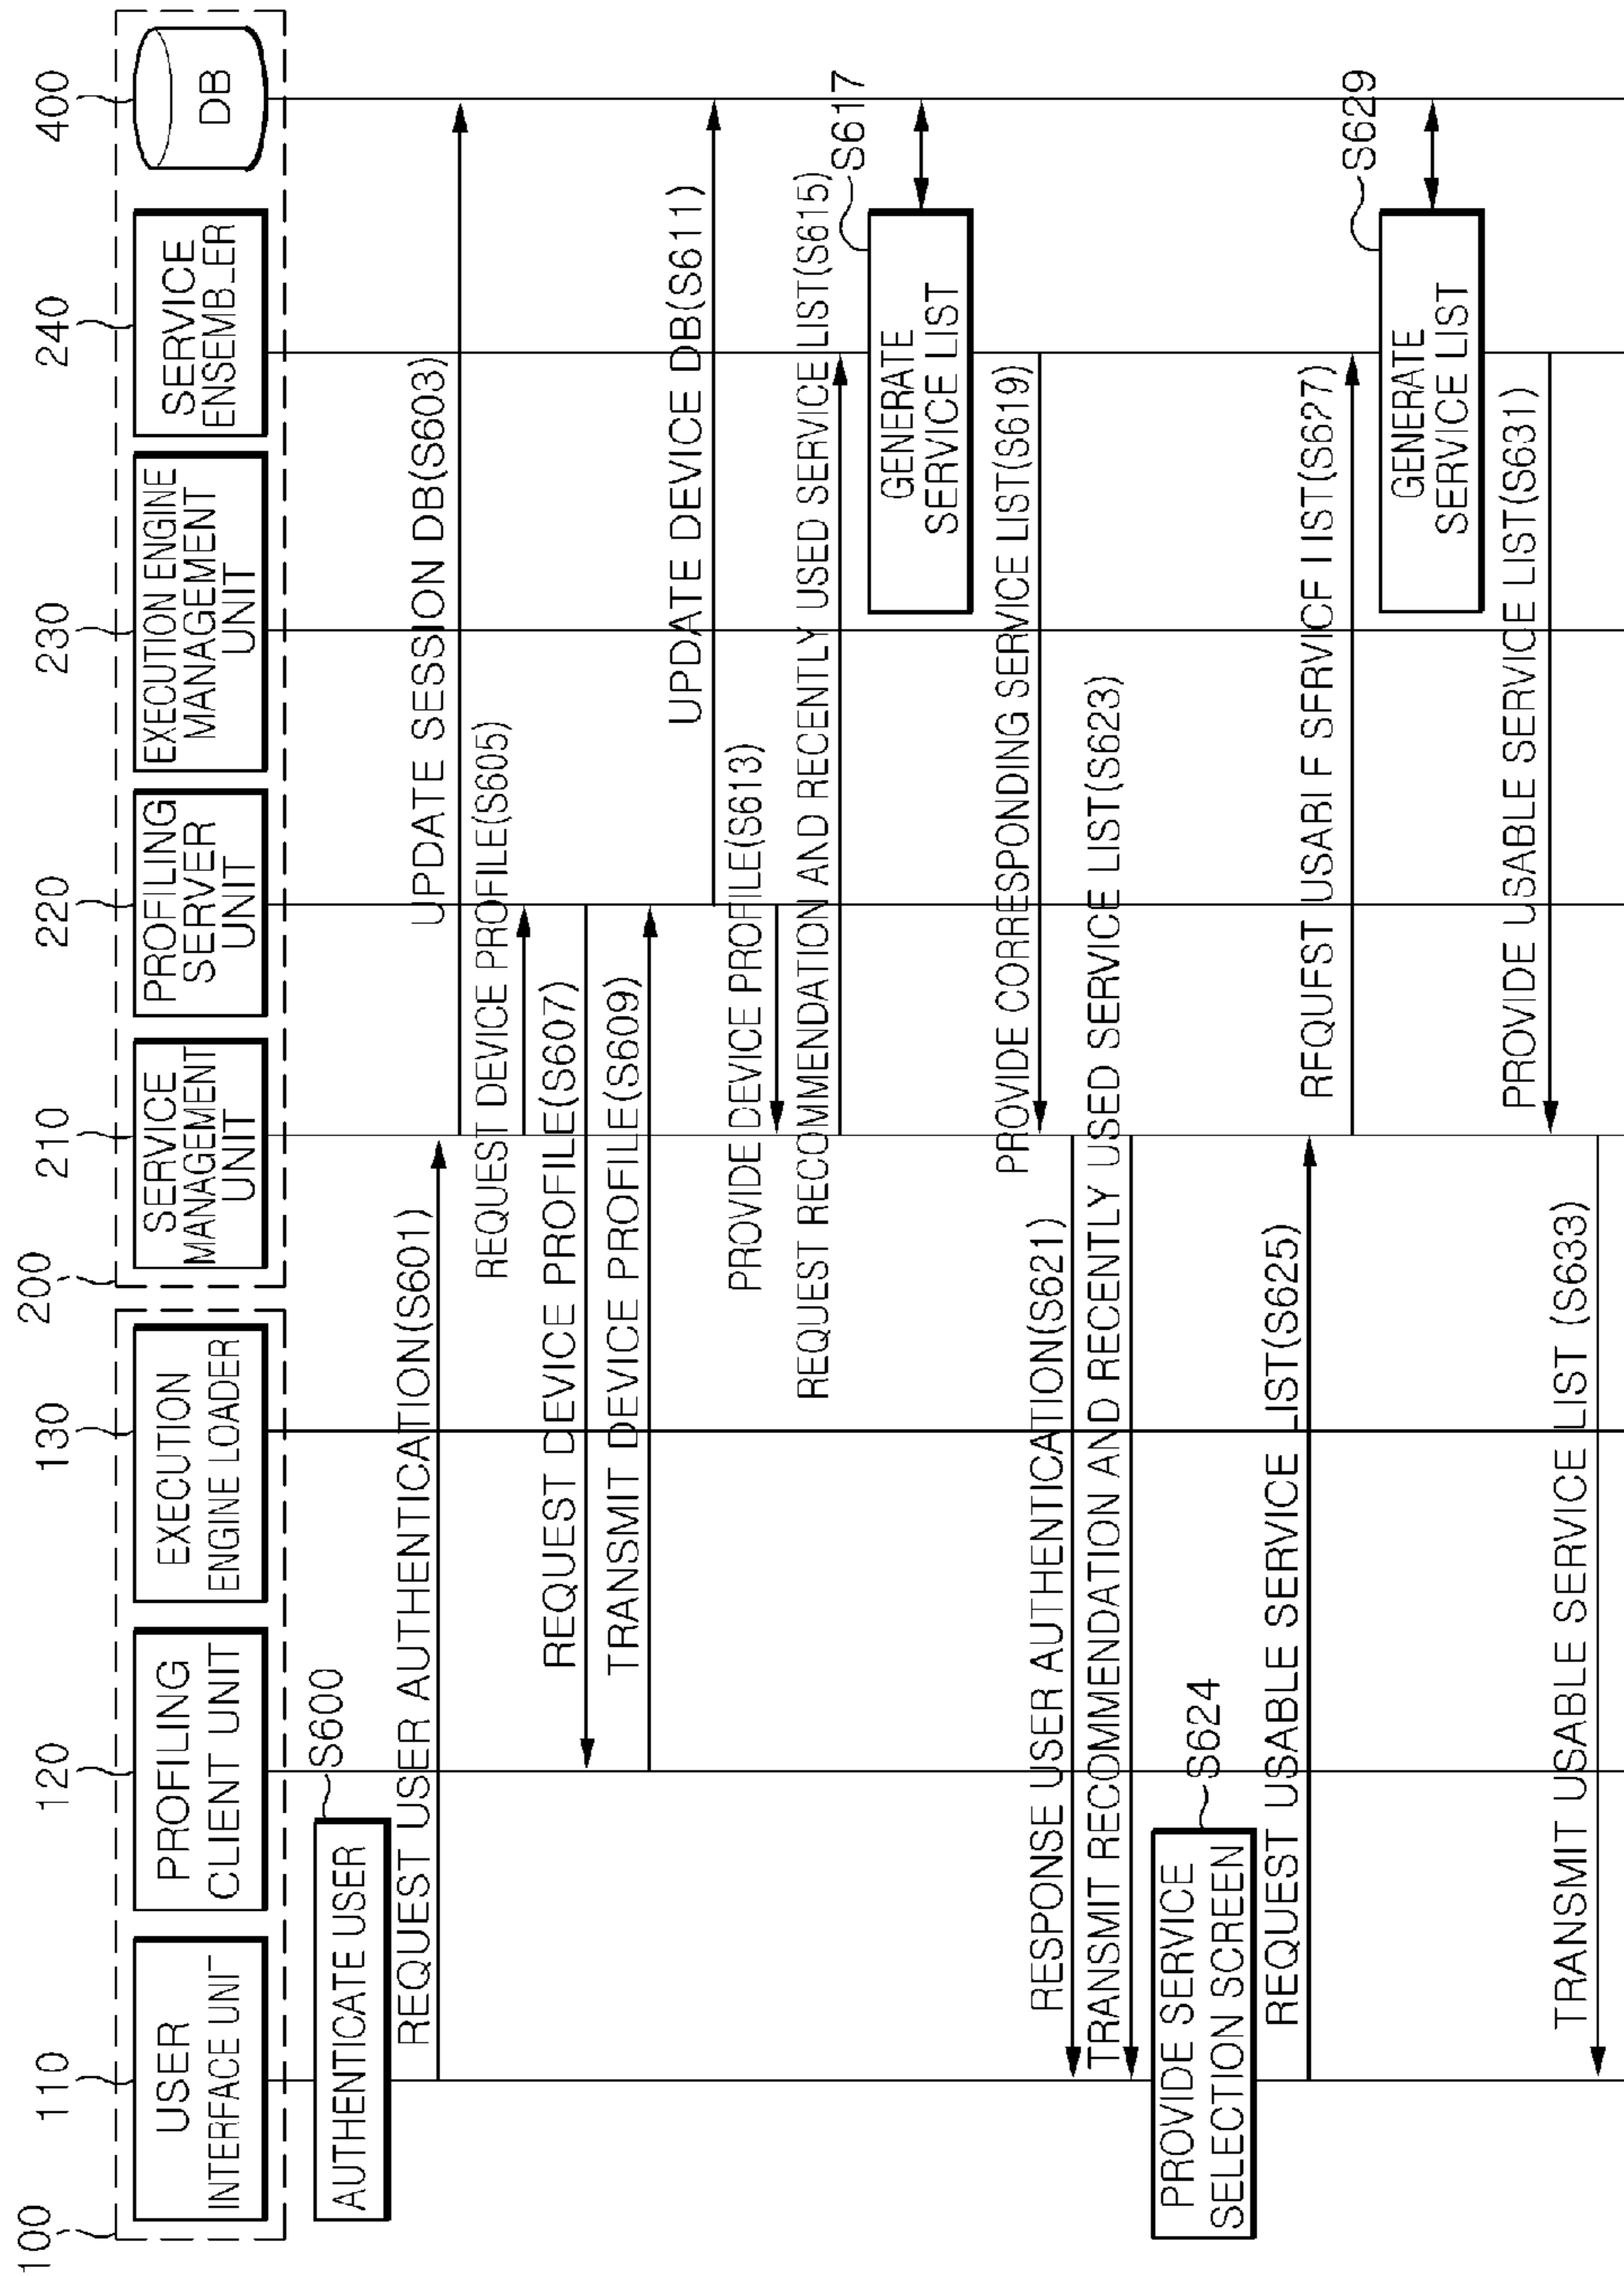 100
200
110
120
130
210
220
230
240
400
USER
INTERFACE UNIT
PROFILING
CLIENT UNIT
EXECUTION
ENGINE LOADER
SERVICE
MANAGEMENT
UNIT
PROFILING
SERVER
UNIT
EXECUTION ENGINE
MANAGEMENT
UNIT
SERVICE
ENSEMBLER
DB
AUTHENTICATE USER
S600
REQUEST USER AUTHENTICATION(S601)
UPDATE SESSION DB(S603)
REQUEST DEVICE PROFILE(S605)
REQUEST DEVICE PROFILE(S607)
TRANSMIT DEVICE PROFILE(S609)
UPDATE DEVICE DB(S611)
PROVIDE DEVICE PROFILE(S613)
REQUEST RECOMMENDATION AND RECENTLY USED SERVICE LIST(S615)
S617
GENERATE
SERVICE LIST
PROVIDE CORRESPONDING SERVICE LIST(S619)
RESPONSE USER AUTHENTICATION(S621)
TRANSMIT RECOMMENDATION AND RECENTLY USED SERVICE LIST(S623)
PROVIDE SERVICE
SELECTION SCREEN
S624
REQUEST USABLE SERVICE LIST(S625)
REQUEST USABLE SERVICE LIST(S627)
S629
GENERATE
SERVICE LIST
PROVIDE USABLE SERVICE LIST(S631)
TRANSMIT USABLE SERVICE LIST (S633)